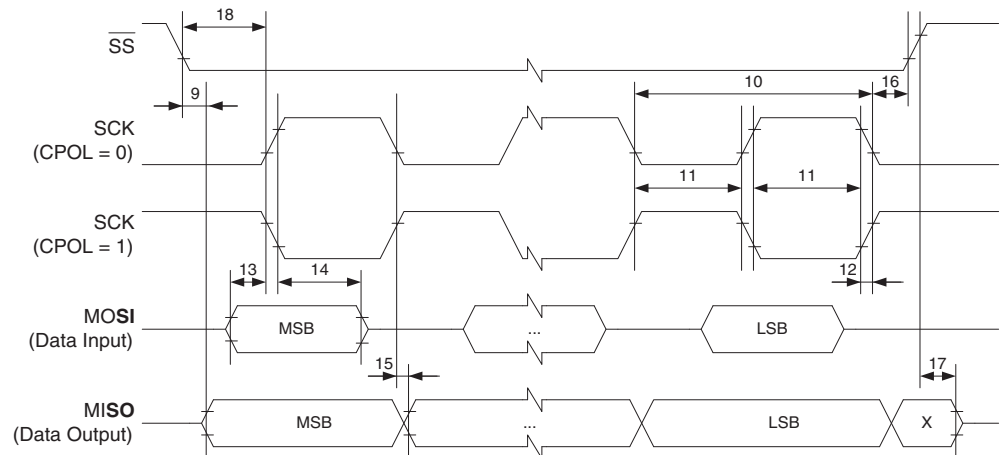 18
SS
9
10
16
SCK
(CPOL = 0)
11
11
SCK
(CPOL = 1)
13
14
12
MOSI
(Data Input)
MSB
...
LSB
15
17
MISO
(Data Output)
MSB
...
LSB
X